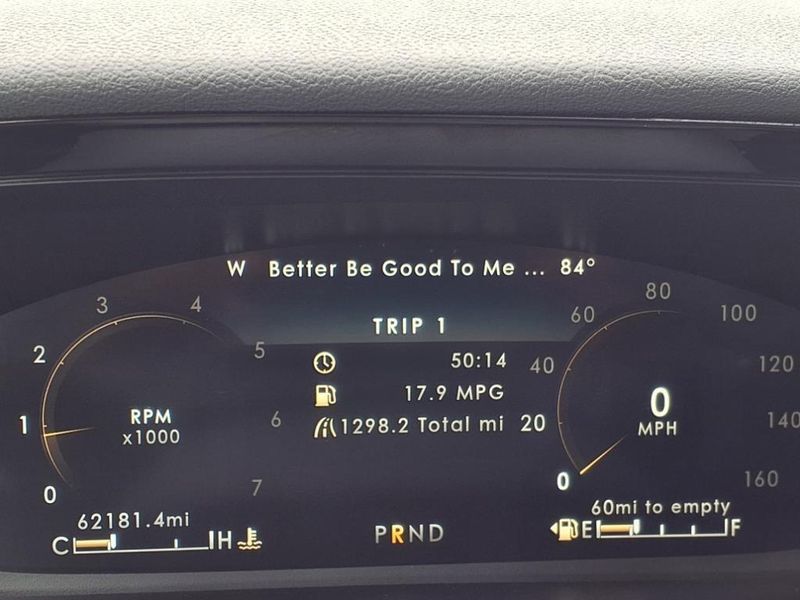 W Better Be Good To Me ... 84°
TRIP 1
50:14
17.9 MPG
1298.2 Total mi
0 1 2 3 4 5 6 7
RPM
x1000
0 20 40 60 80 100 120 140 160
0
MPH
62181.4mi
C H
PRND
60mi to empty
E F